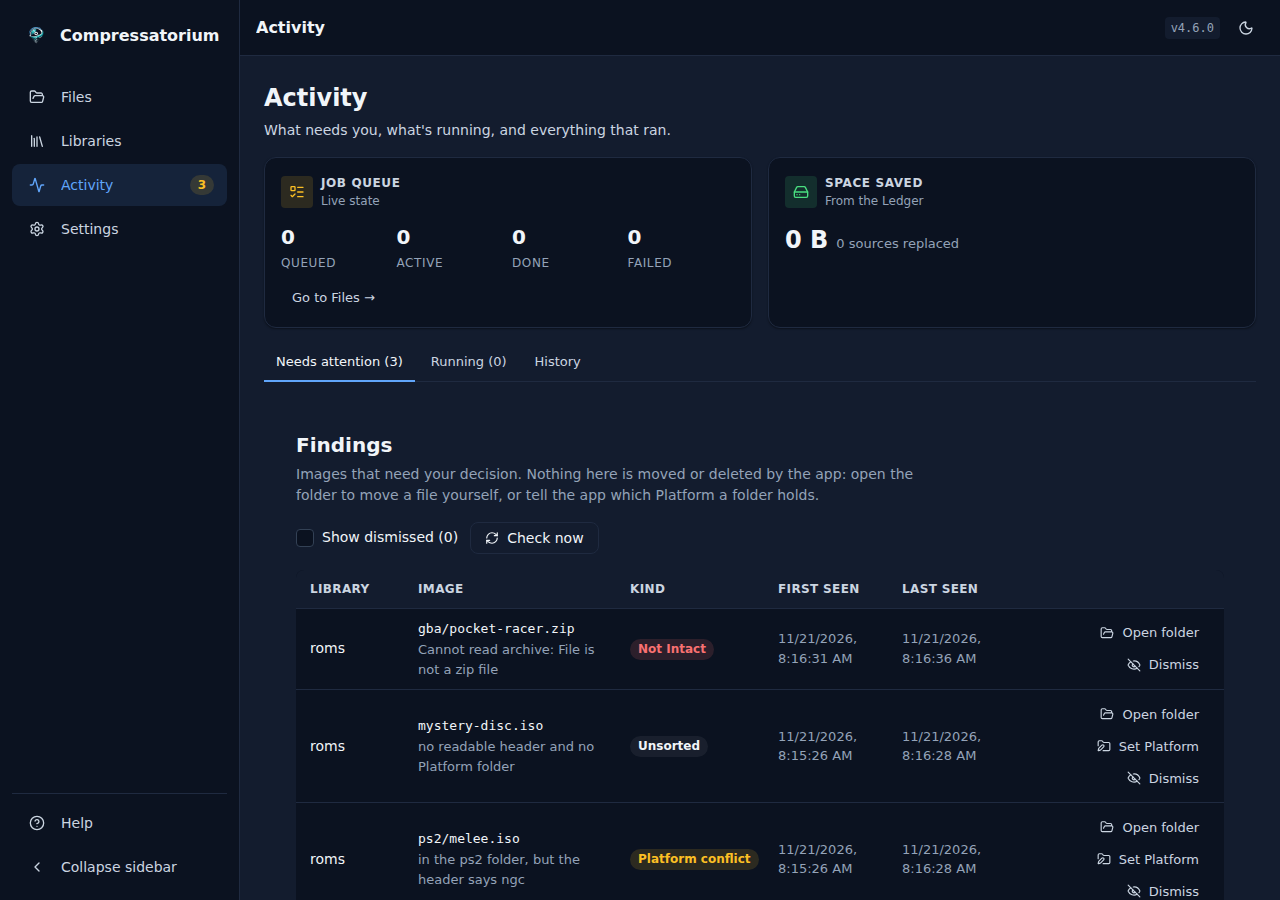 Compressatorium
Activity
v4.6.0
Files
Libraries
Activity
3
Settings
Help
Collapse sidebar
Activity
What needs you, what's running, and everything that ran.
JOB QUEUE
Live state
0
0
0
0
QUEUED
ACTIVE
DONE
FAILED
Go to Files →
SPACE SAVED
From the Ledger
0 B 0 sources replaced
Needs attention (3)
Running (0)
History
Findings
Images that need your decision. Nothing here is moved or deleted by the app: open the
folder to move a file yourself, or tell the app which Platform a folder holds.
Show dismissed (0)
Check now
LIBRARY
IMAGE
KIND
FIRST SEEN
LAST SEEN
roms
gba/pocket-racer.zip
Cannot read archive: File is
not a zip file
Not Intact
11/21/2026,
8:16:31 AM
11/21/2026,
8:16:36 AM
Open folder
Dismiss
roms
mystery-disc.iso
no readable header and no
Platform folder
Unsorted
11/21/2026,
8:15:26 AM
11/21/2026,
8:16:28 AM
Open folder
Set Platform
Dismiss
roms
ps2/melee.iso
in the ps2 folder, but the
header says ngc
Platform conflict
11/21/2026,
8:15:26 AM
11/21/2026,
8:16:28 AM
Open folder
Set Platform
Dismiss